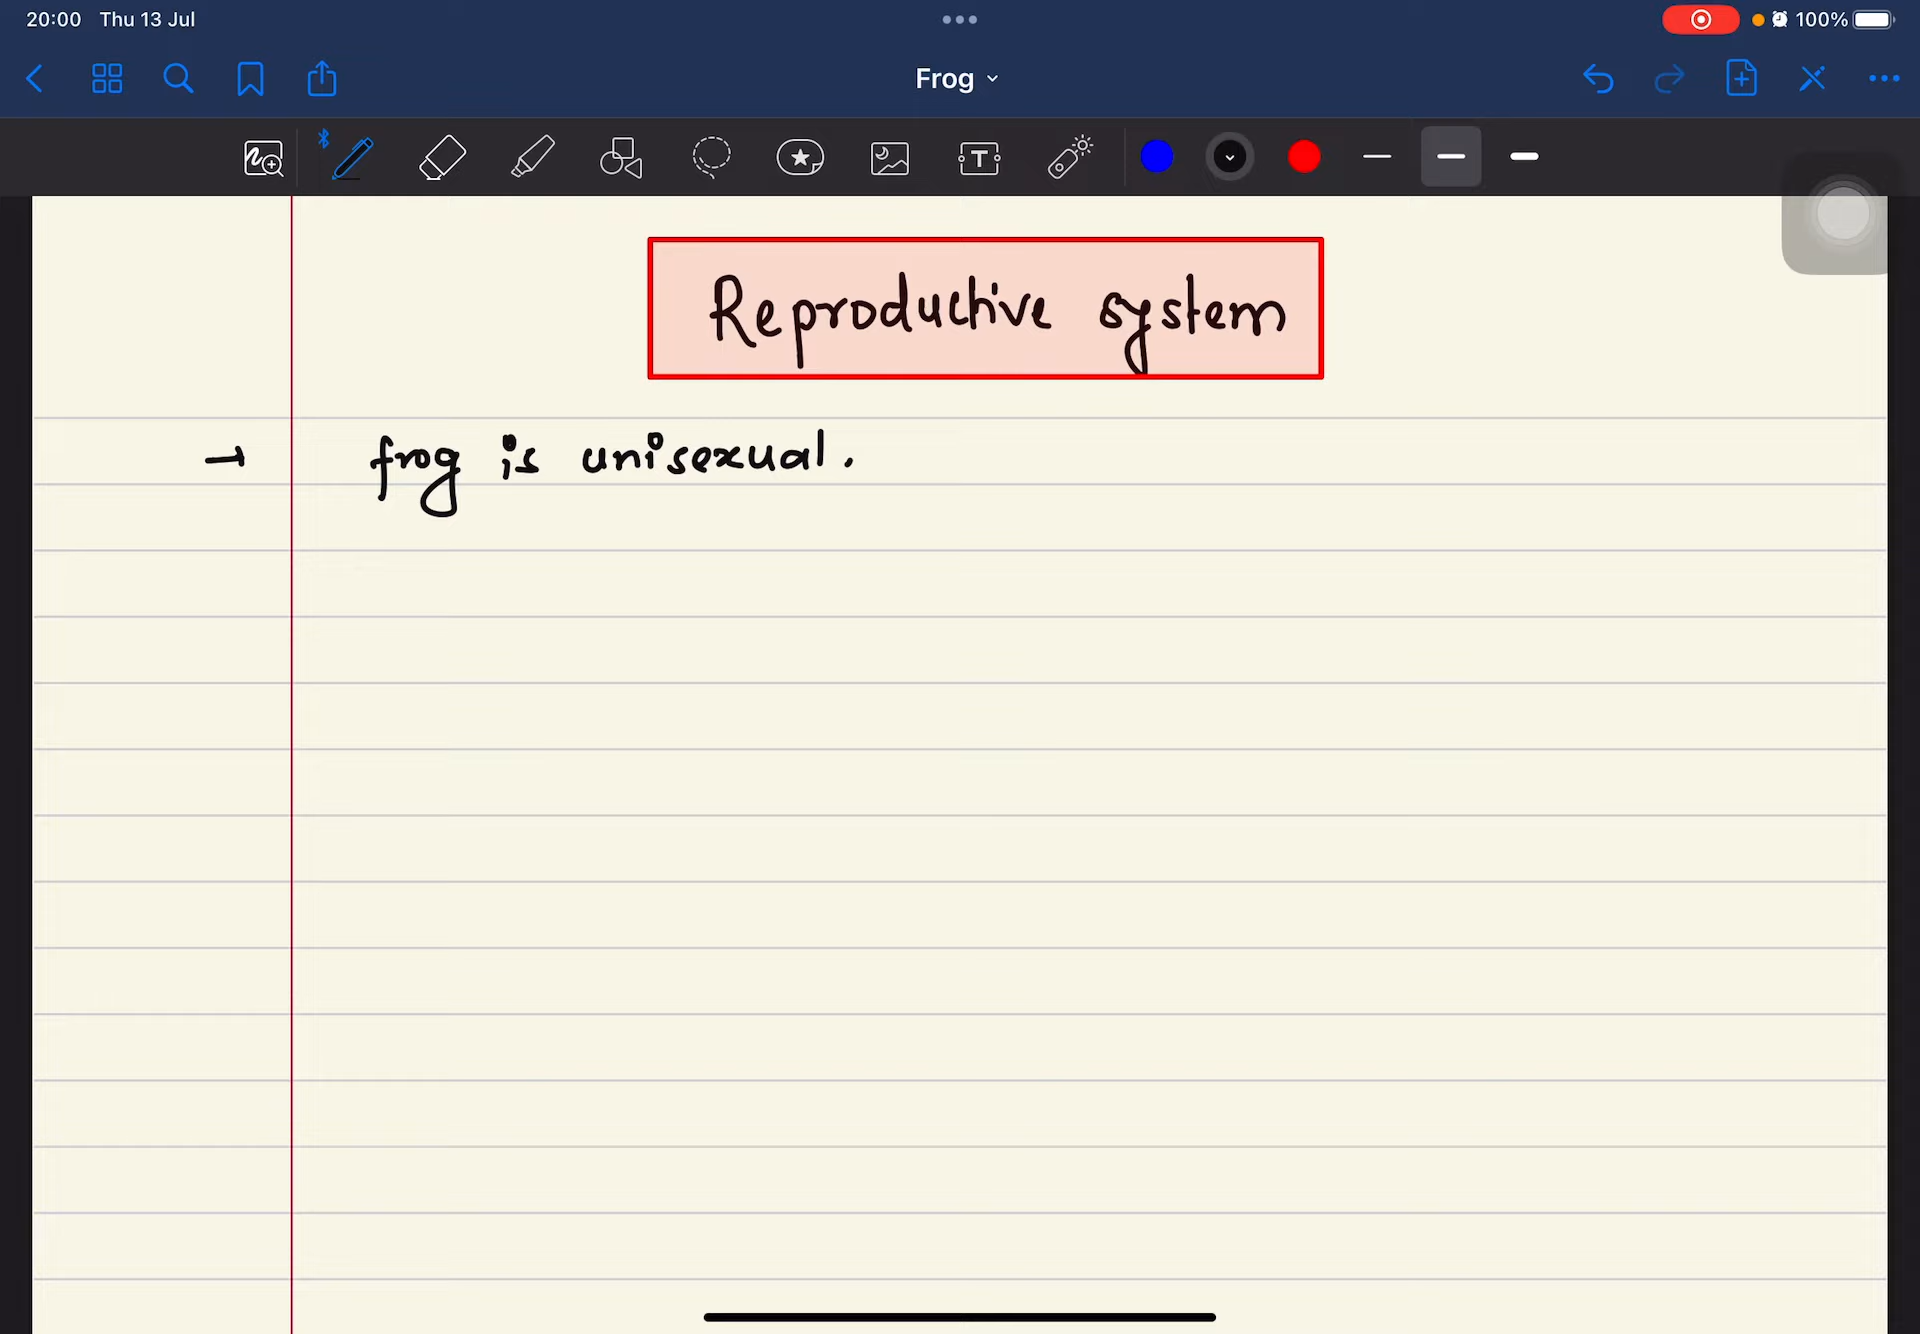 20:00 Thu 13 Jul
100%
Frog
T
Reproductive system
→ frog is unisexual.